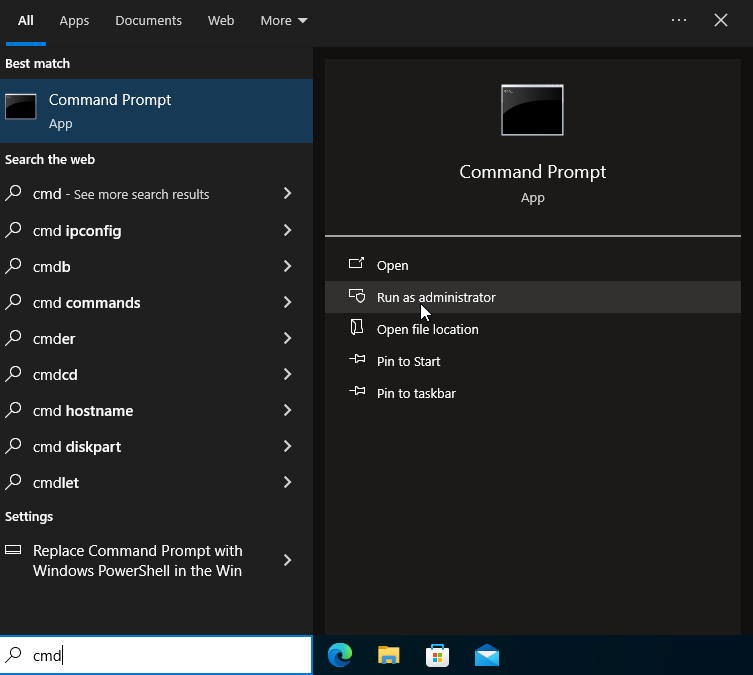 All Apps Documents Web More
Best match
Command Prompt
App
Search the web
cmd - See more search results
cmd ipconfig
cmdb
cmd commands
cmder
cmdcd
cmd hostname
cmd diskpart
cmdlet
Settings
Replace Command Prompt with
Windows PowerShell in the Win
cmd
Command Prompt
App
Open
Run as administrator
Open file location
Pin to Start
Pin to taskbar